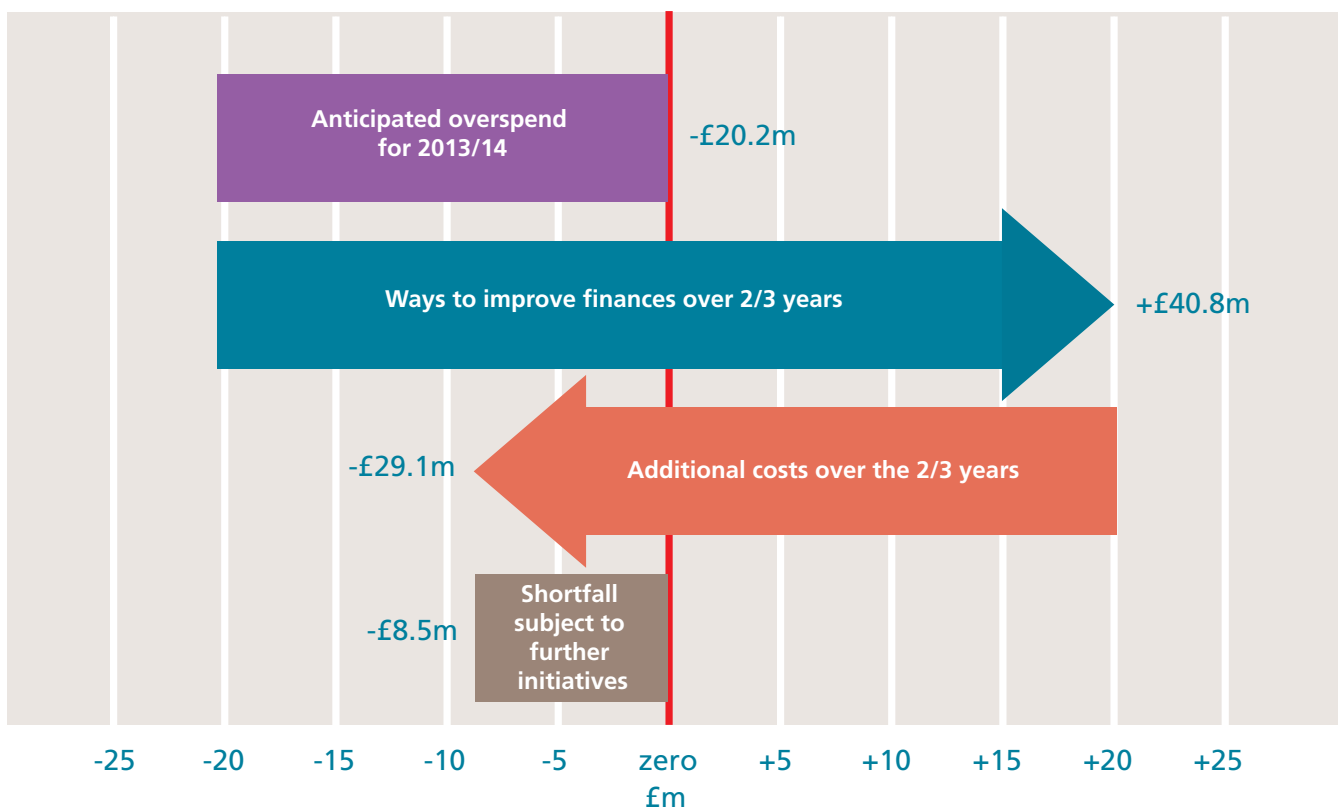 Anticipated overspend
for 2013/14
-£20.2m
Ways to improve finances over 2/3 years
+£40.8m
-£29.1m
Additional costs over the 2/3 years
-£8.5m
Shortfall
subject to
further
initiatives
-25 -20 -15 -10 -5 zero +5 +10 +15 +20 +25
£m